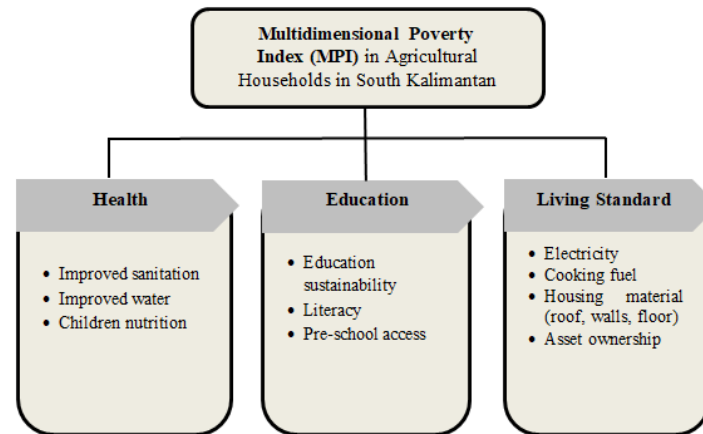 Multidimensional Poverty
Index (MPI) in Agricultural
Households in South Kalimantan
Health
• Improved sanitation
• Improved water
• Children nutrition
Education
• Education
sustainability
• Literacy
• Pre-school access
Living Standard
• Electricity
• Cooking fuel
• Housing material
(roof, walls, floor)
• Asset ownership